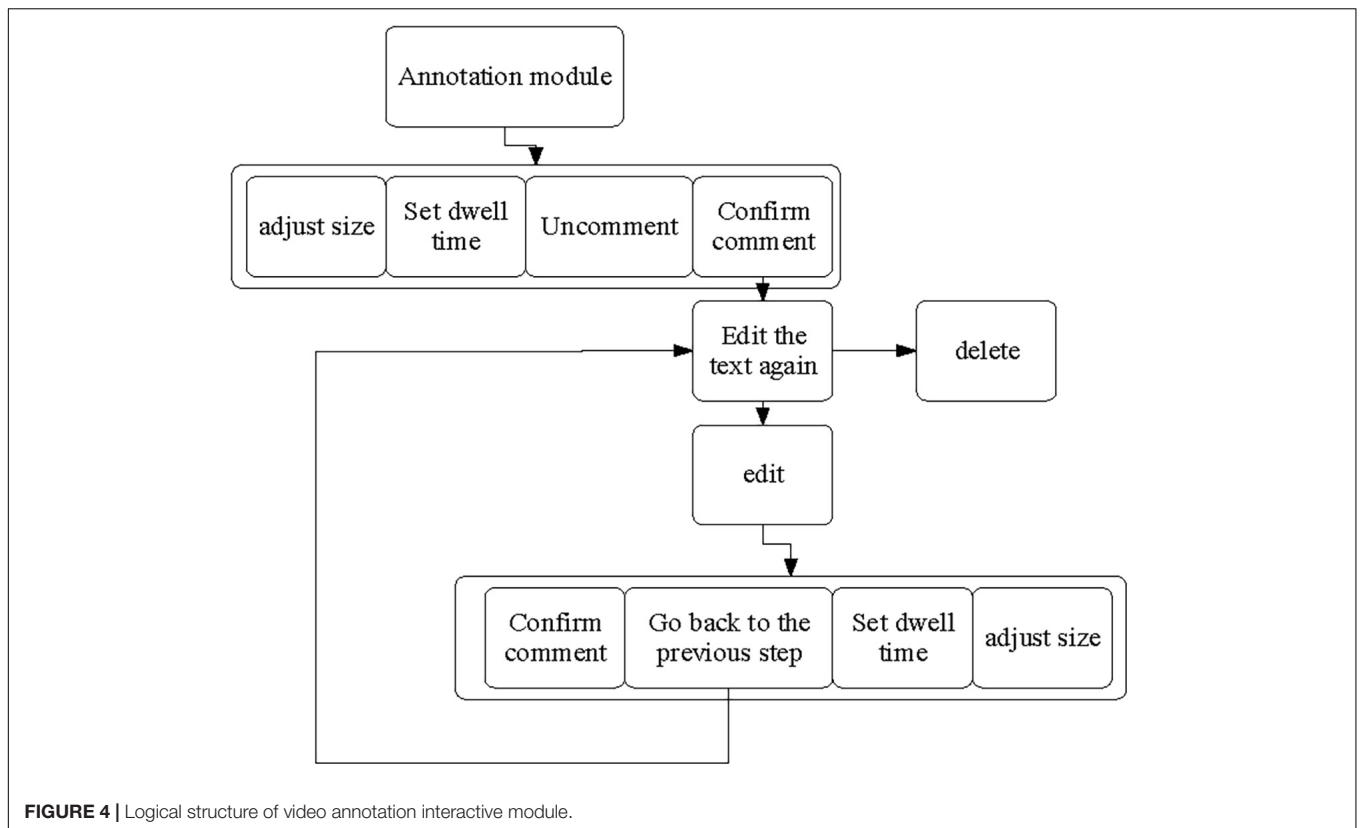 Annotation module
adjust size
Set dwell
time
Uncomment
Confirm
comment
Edit the
text again
delete
edit
Confirm
comment
Go back to the
previous step
Set dwell
time
adjust size
FIGURE 4 | Logical structure of video annotation interactive module.